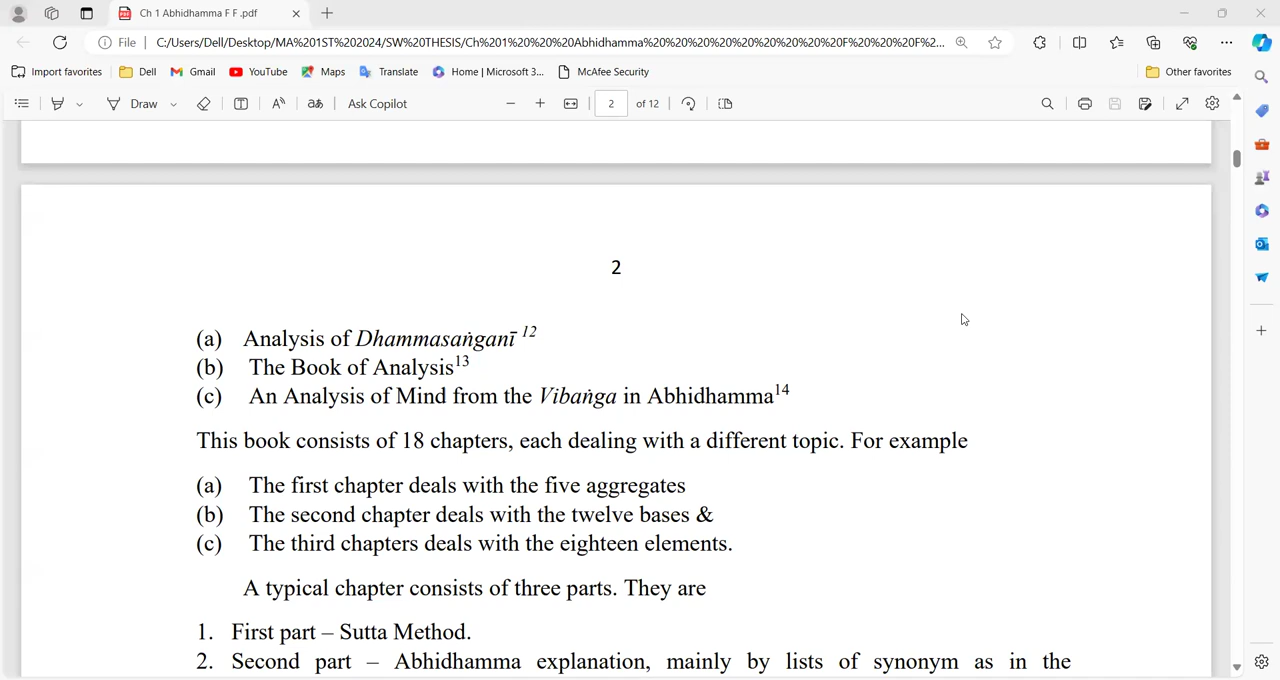 Ch 1 Abhidhamma F F .pdf
File
C:/Users/Dell/Desktop/MA%201ST%202024/SW%20THESIS/Ch%201%20%20%20Abhidhamma%20%20%20%20%20%20%20%20%20F%20%20%20F%2...
Import favorites
Dell
Gmail
YouTube
Maps
Translate
Home | Microsoft 3...
McAfee Security
Other favorites
Draw
Ask Copilot
2 of 12
2
(a) Analysis of Dhammasaṅganī 12
(b) The Book of Analysis13
(c) An Analysis of Mind from the Vibaṅga in Abhidhamma14
This book consists of 18 chapters, each dealing with a different topic. For example
(a) The first chapter deals with the five aggregates
(b) The second chapter deals with the twelve bases &
(c) The third chapters deals with the eighteen elements.
A typical chapter consists of three parts. They are
1. First part – Sutta Method.
2. Second part – Abhidhamma explanation, mainly by lists of synonym as in the